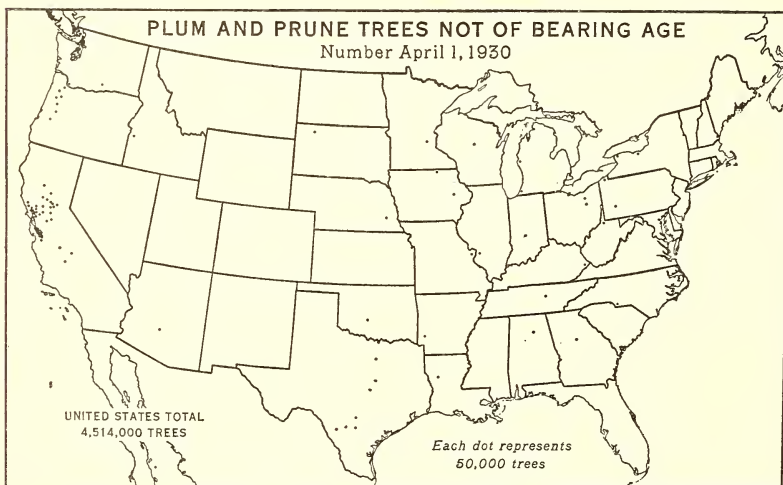 PLUM AND PRUNE TREES NOT OF BEARING AGE
Number April 1, 1930
UNITED STATES TOTAL
4,514,000 TREES
Each dot represents
50,000 trees